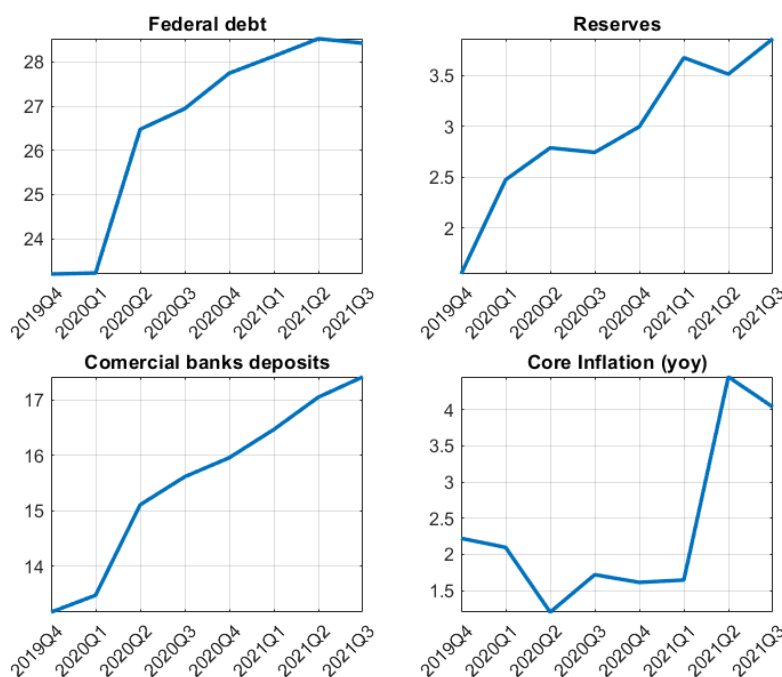 Federal debt
28
27
26
25
24
2019Q4
2020Q1
2020Q2
2020Q3
2020Q4
2021Q1
2021Q2
2021Q3
Reserves
3.5
3
2.5
2
2019Q4
2020Q1
2020Q2
2020Q3
2020Q4
2021Q1
2021Q2
2021Q3
Comercial banks deposits
17
16
15
14
2019Q4
2020Q1
2020Q2
2020Q3
2020Q4
2021Q1
2021Q2
2021Q3
Core Inflation (yoy)
4
3.5
3
2.5
2
1.5
2019Q4
2020Q1
2020Q2
2020Q3
2020Q4
2021Q1
2021Q2
2021Q3